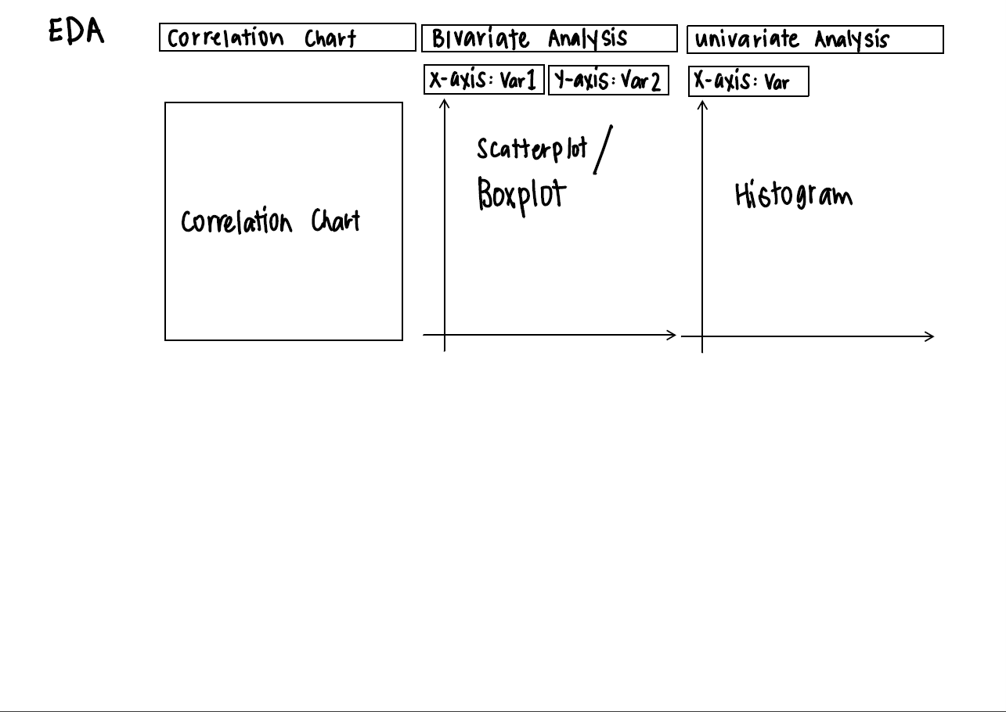 EDA
Correlation Chart
Bivariate Analysis
Univariate Analysis
X-axis: Var1
Y-axis: Var2
X-axis: Var
Correlation Chart
Scatterplot /
Boxplot
Histogram